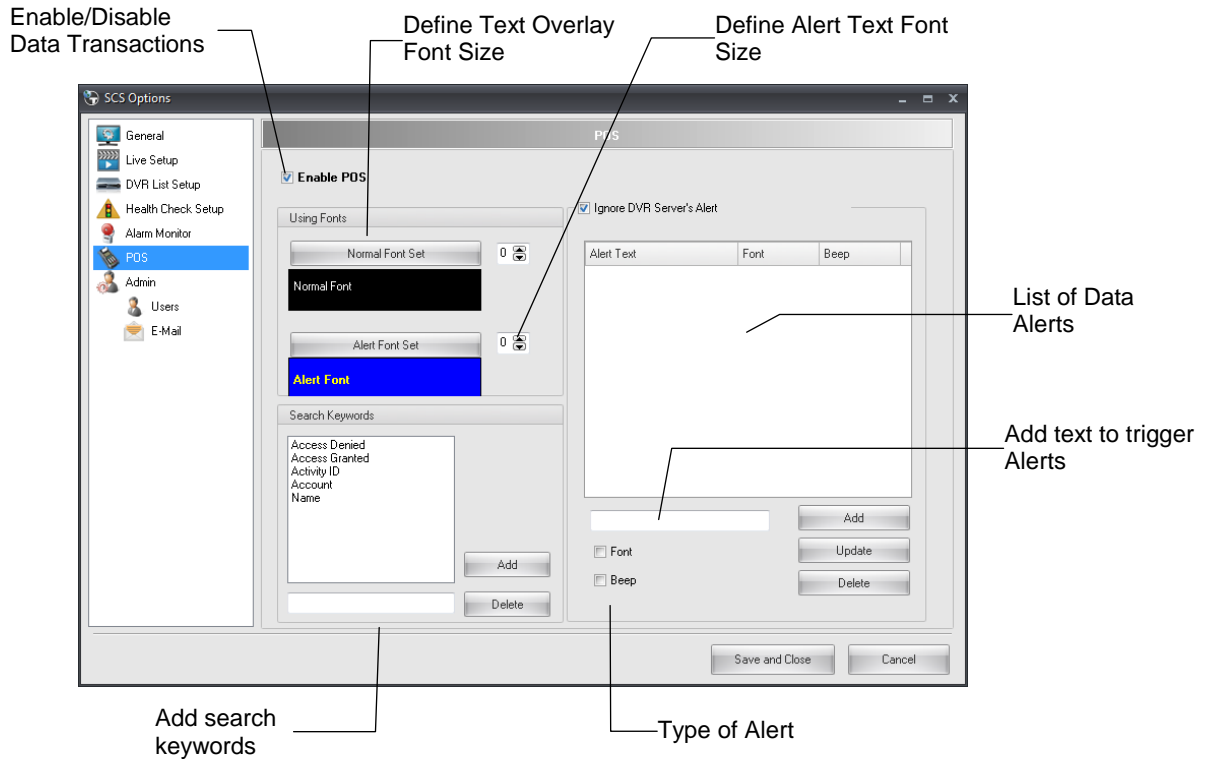 Enable/Disable
Data Transactions
Define Text Overlay
Font Size
Define Alert Text Font
Size
SCS Options
General
Live Setup
DVR List Setup
Health Check Setup
Alarm Monitor
POS
Admin
Users
E-Mail
POS
Enable POS
Using Fonts
Normal Font Set
0
Normal Font
Alert Font Set
0
Alert Font
Search Keywords
Access Denied
Access Granted
Activity ID
Account
Name
Add
Delete
Ignore DVR Server's Alert
Alert Text Font Beep
Add
Font
Update
Beep
Delete
Save and Close Cancel
List of Data
Alerts
Add text to trigger
Alerts
Add search
keywords
Type of Alert